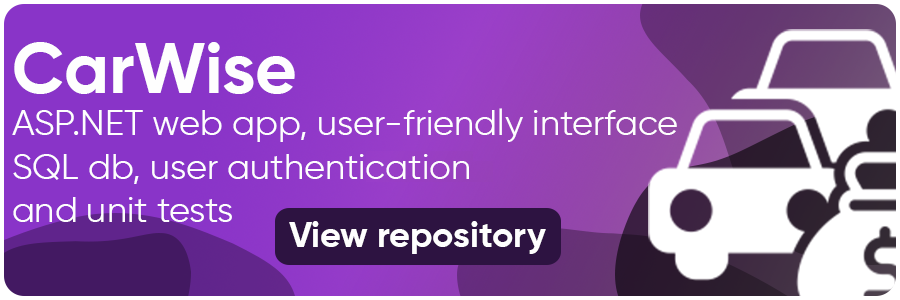 CarWise
ASP.NET web app, user-friendly interface
SQL db, user authentication
and unit tests
View repository
$